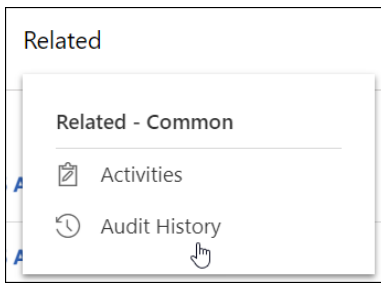 Related
Related - Common
Activities
Audit History
A
A